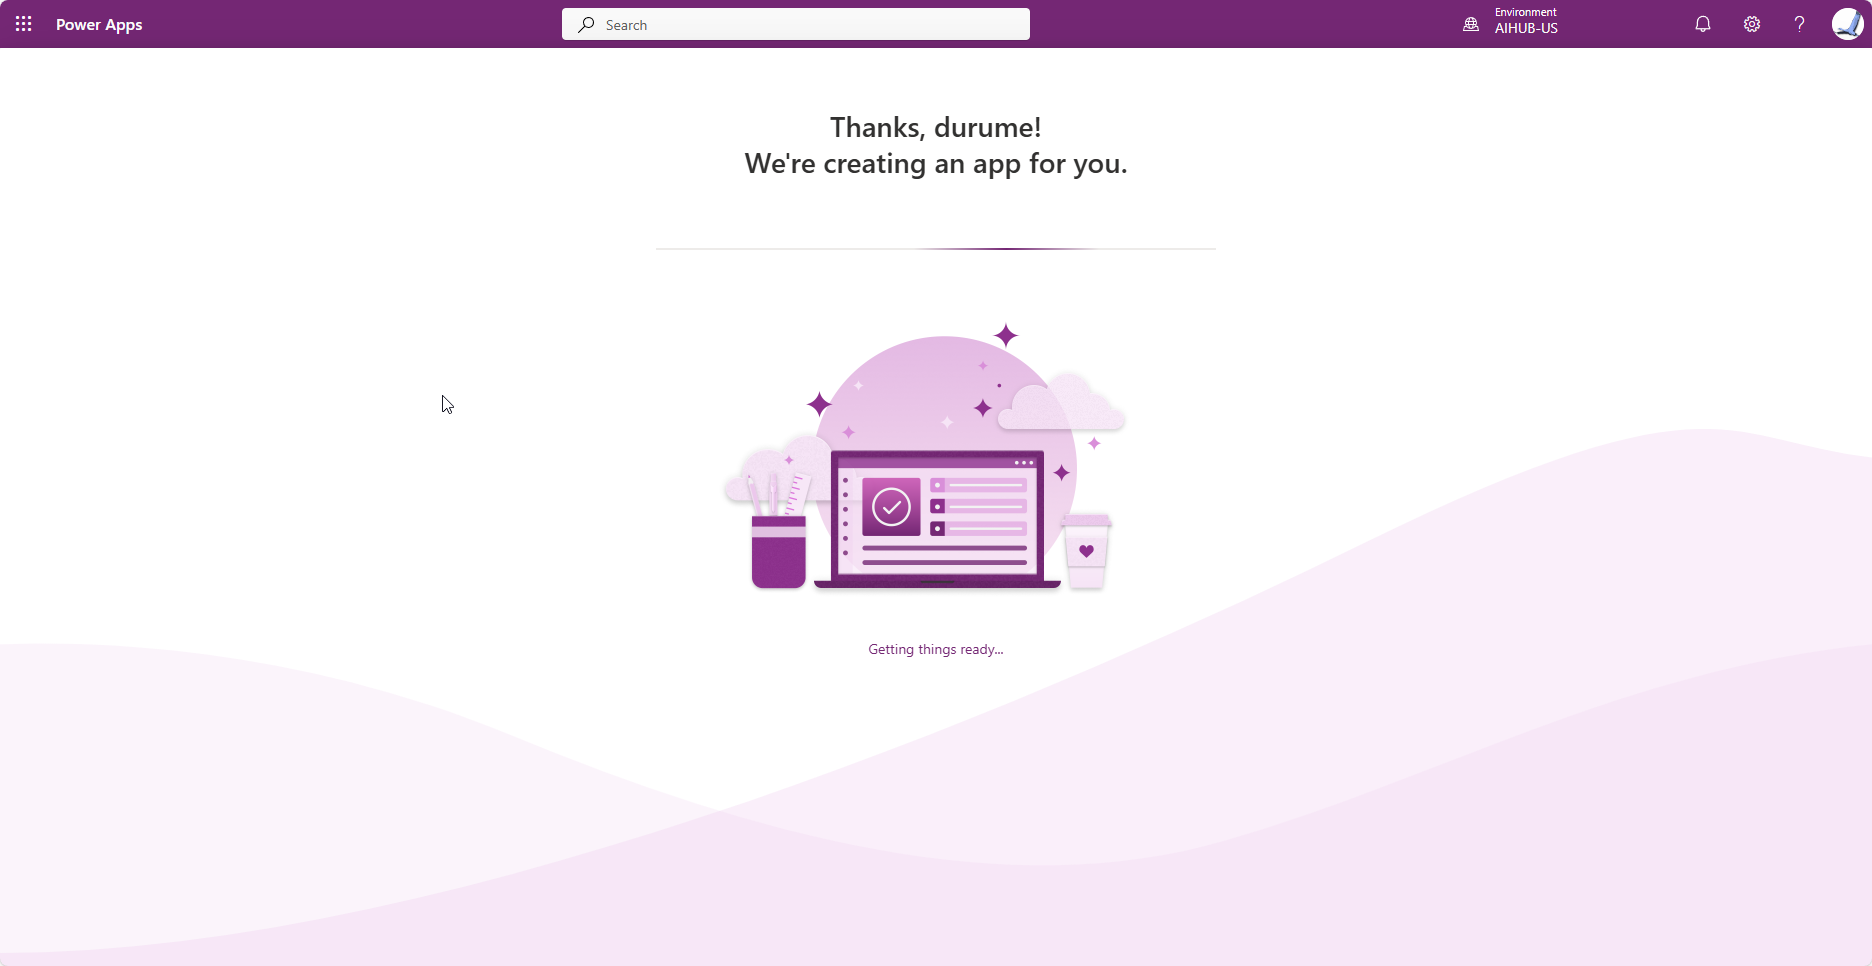 Power Apps
Search
Environment
AIHUB-US
?
Thanks, durume!
We're creating an app for you.
Getting things ready...